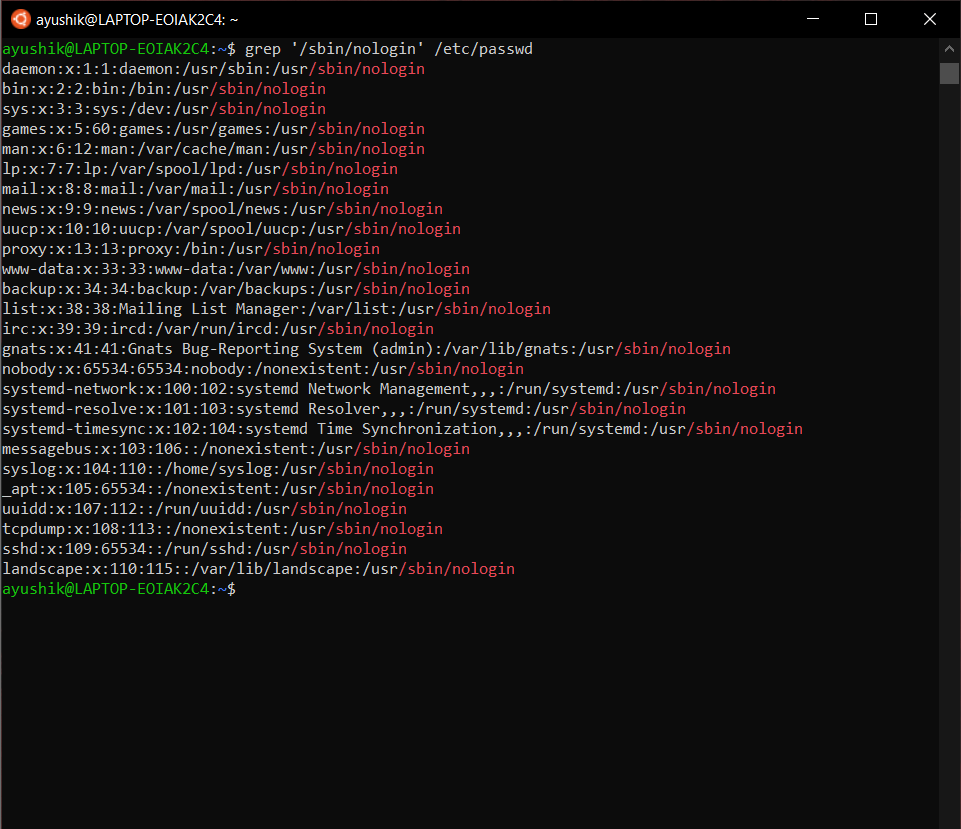 ayushik@LAPTOP-EOIAK2C4: ~
ayushik@LAPTOP-EOIAK2C4:~$ grep '/sbin/nologin' /etc/passwd
daemon:x:1:1:daemon:/usr/sbin:/usr/sbin/nologin
bin:x:2:2:bin:/bin:/usr/sbin/nologin
sys:x:3:3:sys:/dev:/usr/sbin/nologin
games:x:5:60:games:/usr/games:/usr/sbin/nologin
man:x:6:12:man:/var/cache/man:/usr/sbin/nologin
lp:x:7:7:lp:/var/spool/lpd:/usr/sbin/nologin
mail:x:8:8:mail:/var/mail:/usr/sbin/nologin
news:x:9:9:news:/var/spool/news:/usr/sbin/nologin
uucp:x:10:10:uucp:/var/spool/uucp:/usr/sbin/nologin
proxy:x:13:13:proxy:/bin:/usr/sbin/nologin
www-data:x:33:33:www-data:/var/www:/usr/sbin/nologin
backup:x:34:34:backup:/var/backups:/usr/sbin/nologin
list:x:38:38:Mailing List Manager:/var/list:/usr/sbin/nologin
irc:x:39:39:ircd:/var/run/ircd:/usr/sbin/nologin
gnats:x:41:41:Gnats Bug-Reporting System (admin):/var/lib/gnats:/usr/sbin/nologin
nobody:x:65534:65534:nobody:/nonexistent:/usr/sbin/nologin
systemd-network:x:100:102:systemd Network Management,,,:/run/systemd:/usr/sbin/nologin
systemd-resolve:x:101:103:systemd Resolver,,,:/run/systemd:/usr/sbin/nologin
systemd-timesync:x:102:104:systemd Time Synchronization,,,:/run/systemd:/usr/sbin/nologin
messagebus:x:103:106::/nonexistent:/usr/sbin/nologin
syslog:x:104:110::/home/syslog:/usr/sbin/nologin
_apt:x:105:65534::/nonexistent:/usr/sbin/nologin
uuidd:x:107:112::/run/uuidd:/usr/sbin/nologin
tcpdump:x:108:113::/nonexistent:/usr/sbin/nologin
sshd:x:109:65534::/run/sshd:/usr/sbin/nologin
landscape:x:110:115::/var/lib/landscape:/usr/sbin/nologin
ayushik@LAPTOP-EOIAK2C4:~$